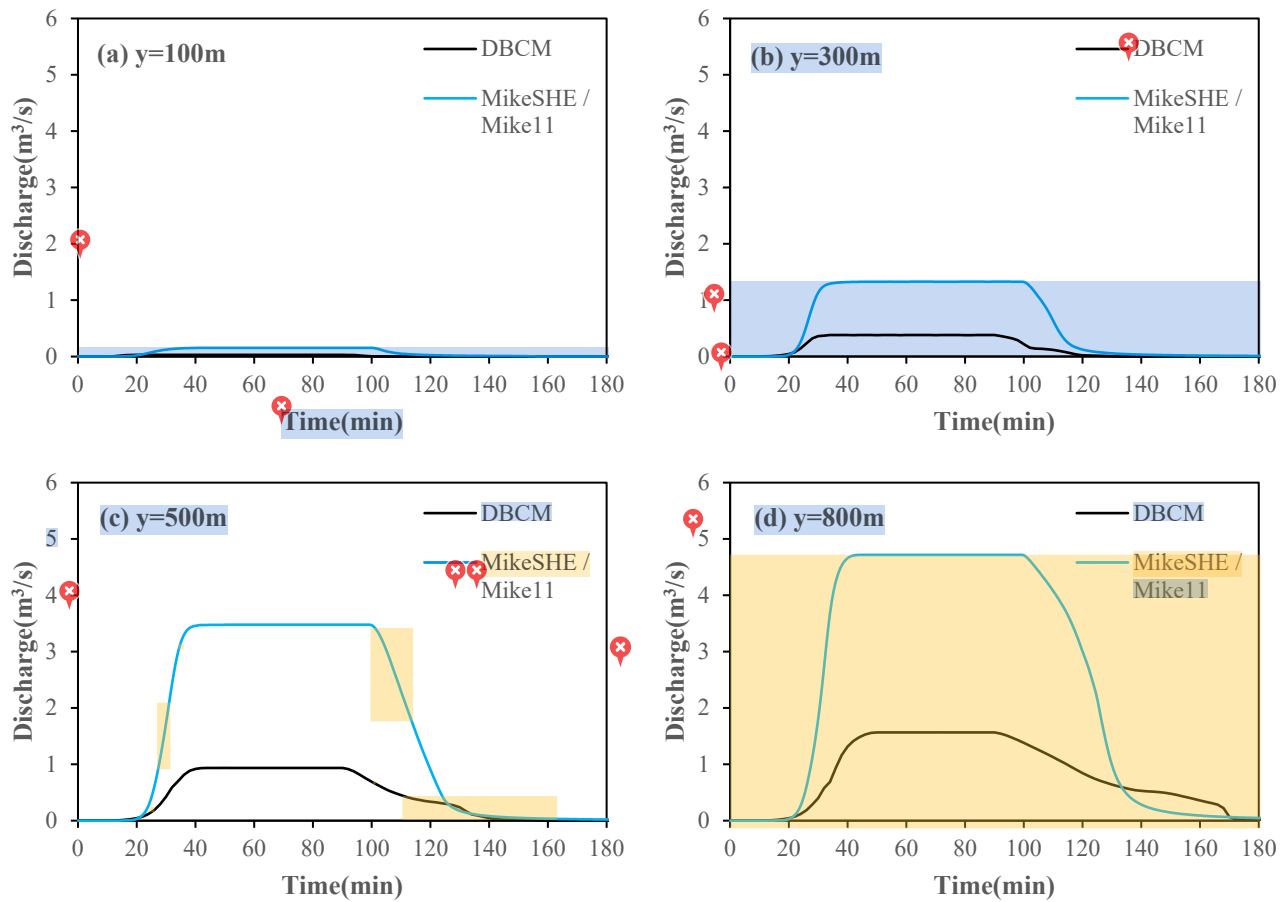 (a) y=100m
DBCM
MikeSHE /
Mike11
Discharge(m³/s)
6
5
4
3
2
1
0
0 20 40 60 80 100 120 140 160 180
Time(min)
(b) y=300m
DBCM
MikeSHE /
Mike11
Discharge(m³/s)
6
5
4
3
2
1
0
0 20 40 60 80 100 120 140 160 180
Time(min)
(c) y=500m
DBCM
MikeSHE /
Mike11
Discharge(m³/s)
6
5
4
3
2
1
0
0 20 40 60 80 100 120 140 160 180
Time(min)
(d) y=800m
DBCM
MikeSHE /
Mike11
Discharge(m³/s)
6
5
4
3
2
1
0
0 20 40 60 80 100 120 140 160 180
Time(min)